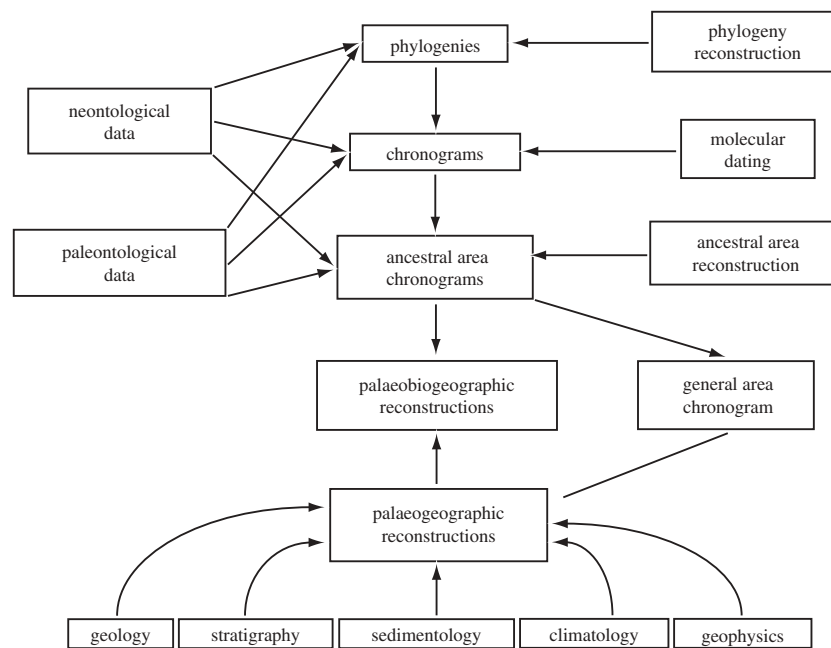 phylogenies
phylogeny
reconstruction
neontological
data
chronograms
molecular
dating
paleontological
data
ancestral area
chronograms
ancestral area
reconstruction
palaeobiogeographic
reconstructions
general area
chronogram
palaeogeographic
reconstructions
geology
stratigraphy
sedimentology
climatology
geophysics